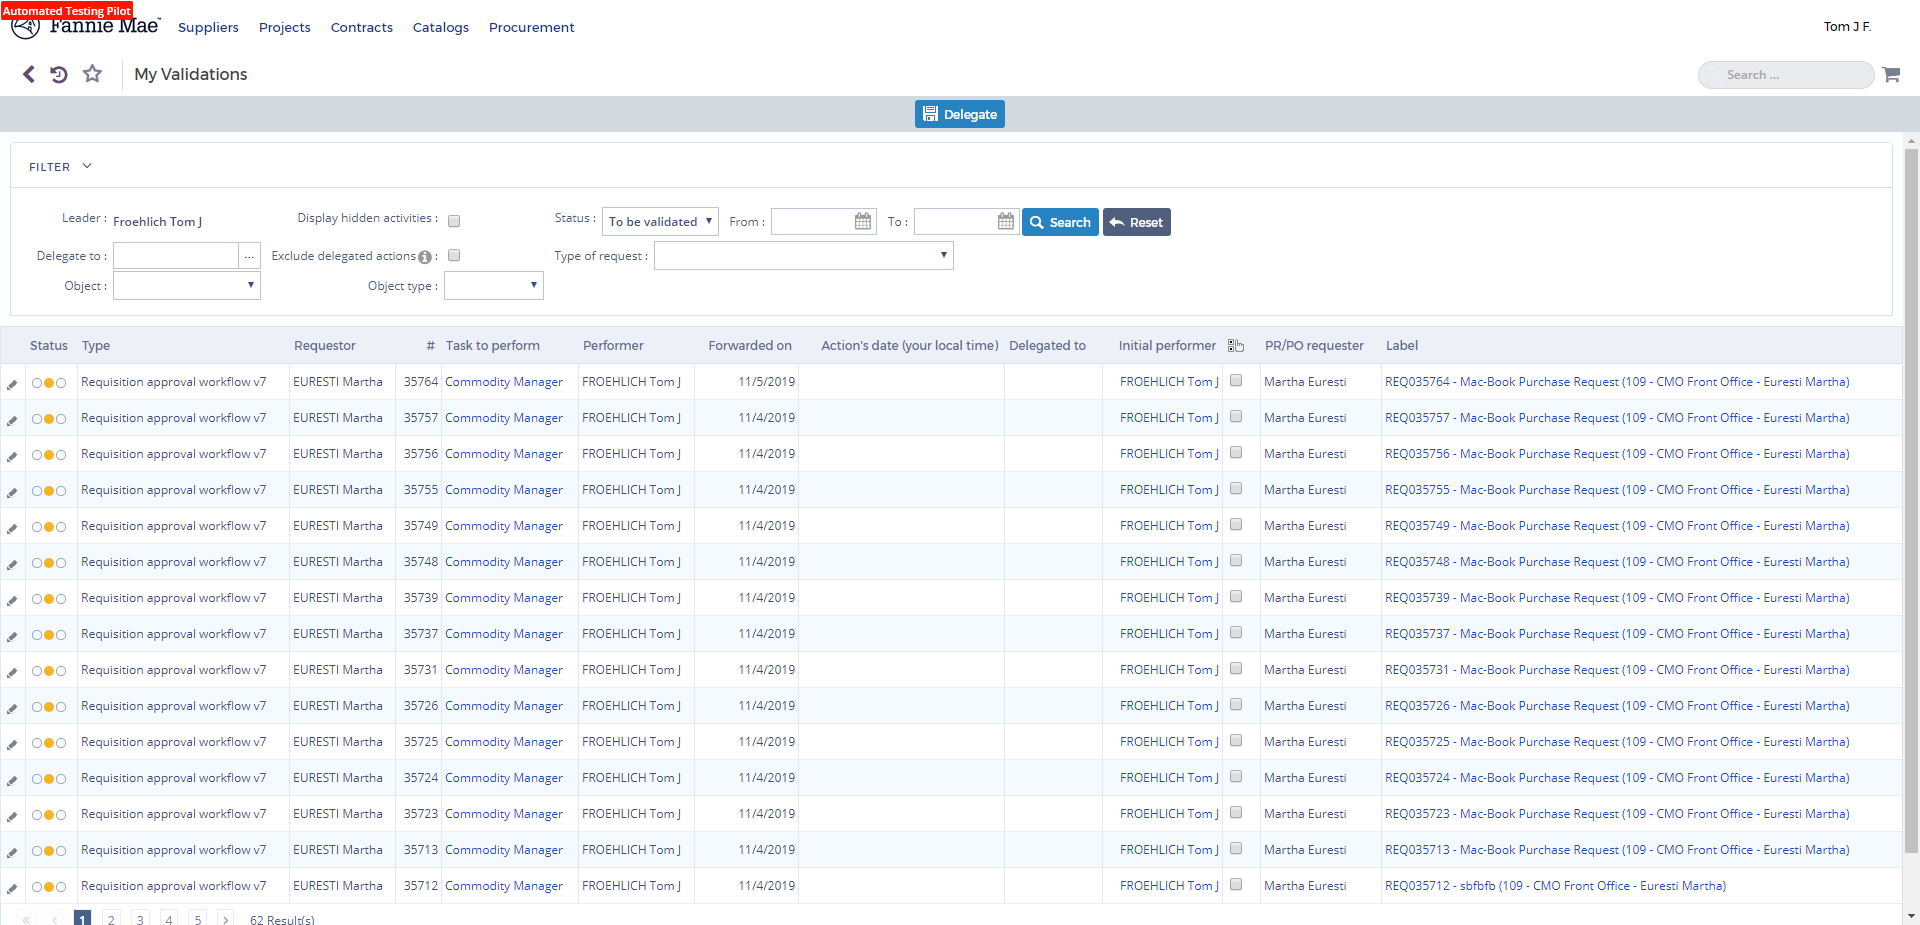 Automated Testing Pilot
Fannie Mae
Suppliers Projects Contracts Catalogs Procurement
Tom J F.
My Validations
Search ...
Delegate
FILTER
Leader : Froehlich Tom J Display hidden activities : Status : To be validated From : To : Search Reset
Delegate to : ... Exclude delegated actions : Type of request :
Object : Object type :
Status Type Requestor # Task to perform Performer Forwarded on Action's date (your local time) Delegated to Initial performer PR/PO requester Label
Requisition approval workflow v7 EURESTI Martha 35764 Commodity Manager FROEHLICH Tom J 11/5/2019 FROEHLICH Tom J Martha Euresti REQ035764 - Mac-Book Purchase Request (109 - CMO Front Office - Euresti Martha)
Requisition approval workflow v7 EURESTI Martha 35757 Commodity Manager FROEHLICH Tom J 11/4/2019 FROEHLICH Tom J Martha Euresti REQ035757 - Mac-Book Purchase Request (109 - CMO Front Office - Euresti Martha)
Requisition approval workflow v7 EURESTI Martha 35756 Commodity Manager FROEHLICH Tom J 11/4/2019 FROEHLICH Tom J Martha Euresti REQ035756 - Mac-Book Purchase Request (109 - CMO Front Office - Euresti Martha)
Requisition approval workflow v7 EURESTI Martha 35755 Commodity Manager FROEHLICH Tom J 11/4/2019 FROEHLICH Tom J Martha Euresti REQ035755 - Mac-Book Purchase Request (109 - CMO Front Office - Euresti Martha)
Requisition approval workflow v7 EURESTI Martha 35749 Commodity Manager FROEHLICH Tom J 11/4/2019 FROEHLICH Tom J Martha Euresti REQ035749 - Mac-Book Purchase Request (109 - CMO Front Office - Euresti Martha)
Requisition approval workflow v7 EURESTI Martha 35748 Commodity Manager FROEHLICH Tom J 11/4/2019 FROEHLICH Tom J Martha Euresti REQ035748 - Mac-Book Purchase Request (109 - CMO Front Office - Euresti Martha)
Requisition approval workflow v7 EURESTI Martha 35739 Commodity Manager FROEHLICH Tom J 11/4/2019 FROEHLICH Tom J Martha Euresti REQ035739 - Mac-Book Purchase Request (109 - CMO Front Office - Euresti Martha)
Requisition approval workflow v7 EURESTI Martha 35737 Commodity Manager FROEHLICH Tom J 11/4/2019 FROEHLICH Tom J Martha Euresti REQ035737 - Mac-Book Purchase Request (109 - CMO Front Office - Euresti Martha)
Requisition approval workflow v7 EURESTI Martha 35731 Commodity Manager FROEHLICH Tom J 11/4/2019 FROEHLICH Tom J Martha Euresti REQ035731 - Mac-Book Purchase Request (109 - CMO Front Office - Euresti Martha)
Requisition approval workflow v7 EURESTI Martha 35726 Commodity Manager FROEHLICH Tom J 11/4/2019 FROEHLICH Tom J Martha Euresti REQ035726 - Mac-Book Purchase Request (109 - CMO Front Office - Euresti Martha)
Requisition approval workflow v7 EURESTI Martha 35725 Commodity Manager FROEHLICH Tom J 11/4/2019 FROEHLICH Tom J Martha Euresti REQ035725 - Mac-Book Purchase Request (109 - CMO Front Office - Euresti Martha)
Requisition approval workflow v7 EURESTI Martha 35724 Commodity Manager FROEHLICH Tom J 11/4/2019 FROEHLICH Tom J Martha Euresti REQ035724 - Mac-Book Purchase Request (109 - CMO Front Office - Euresti Martha)
Requisition approval workflow v7 EURESTI Martha 35723 Commodity Manager FROEHLICH Tom J 11/4/2019 FROEHLICH Tom J Martha Euresti REQ035723 - Mac-Book Purchase Request (109 - CMO Front Office - Euresti Martha)
Requisition approval workflow v7 EURESTI Martha 35713 Commodity Manager FROEHLICH Tom J 11/4/2019 FROEHLICH Tom J Martha Euresti REQ035713 - Mac-Book Purchase Request (109 - CMO Front Office - Euresti Martha)
Requisition approval workflow v7 EURESTI Martha 35712 Commodity Manager FROEHLICH Tom J 11/4/2019 FROEHLICH Tom J Martha Euresti REQ035712 - sbfbfb (109 - CMO Front Office - Euresti Martha)
« ‹ 1 2 3 4 5 › 62 Result(s)